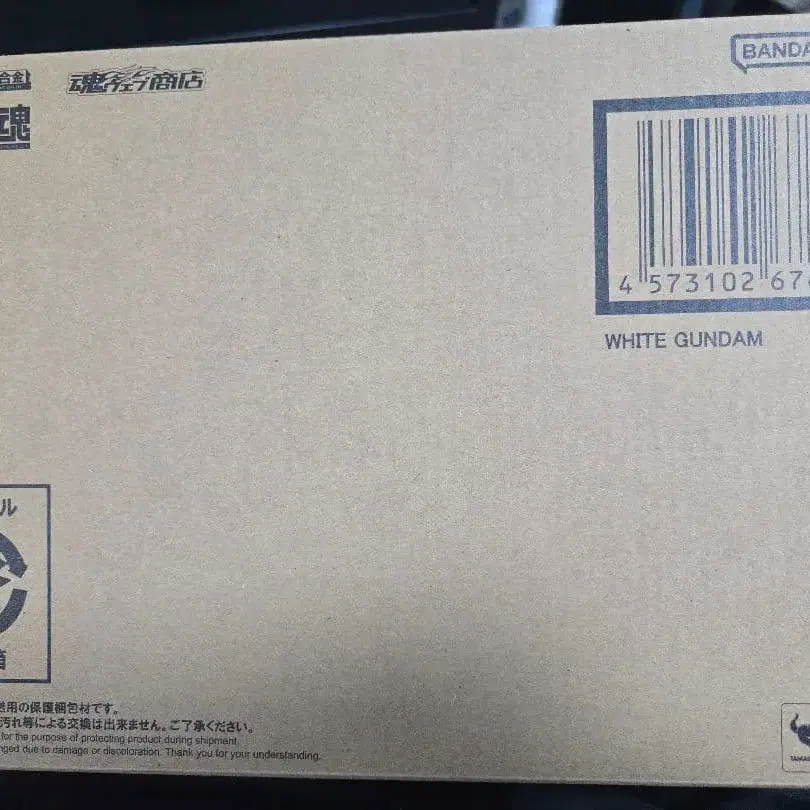 合金
魂ウェブ商店
BANDA
魂
4 573102 67
WHITE GUNDAM
ル
箱
送用の保護梱包材です。
汚れ等による交換は出来ません。ご了承ください。
for the purpose of protecting product during shipment.
nged due to damage or discoloration. Thank you for your understanding.
TAMAS